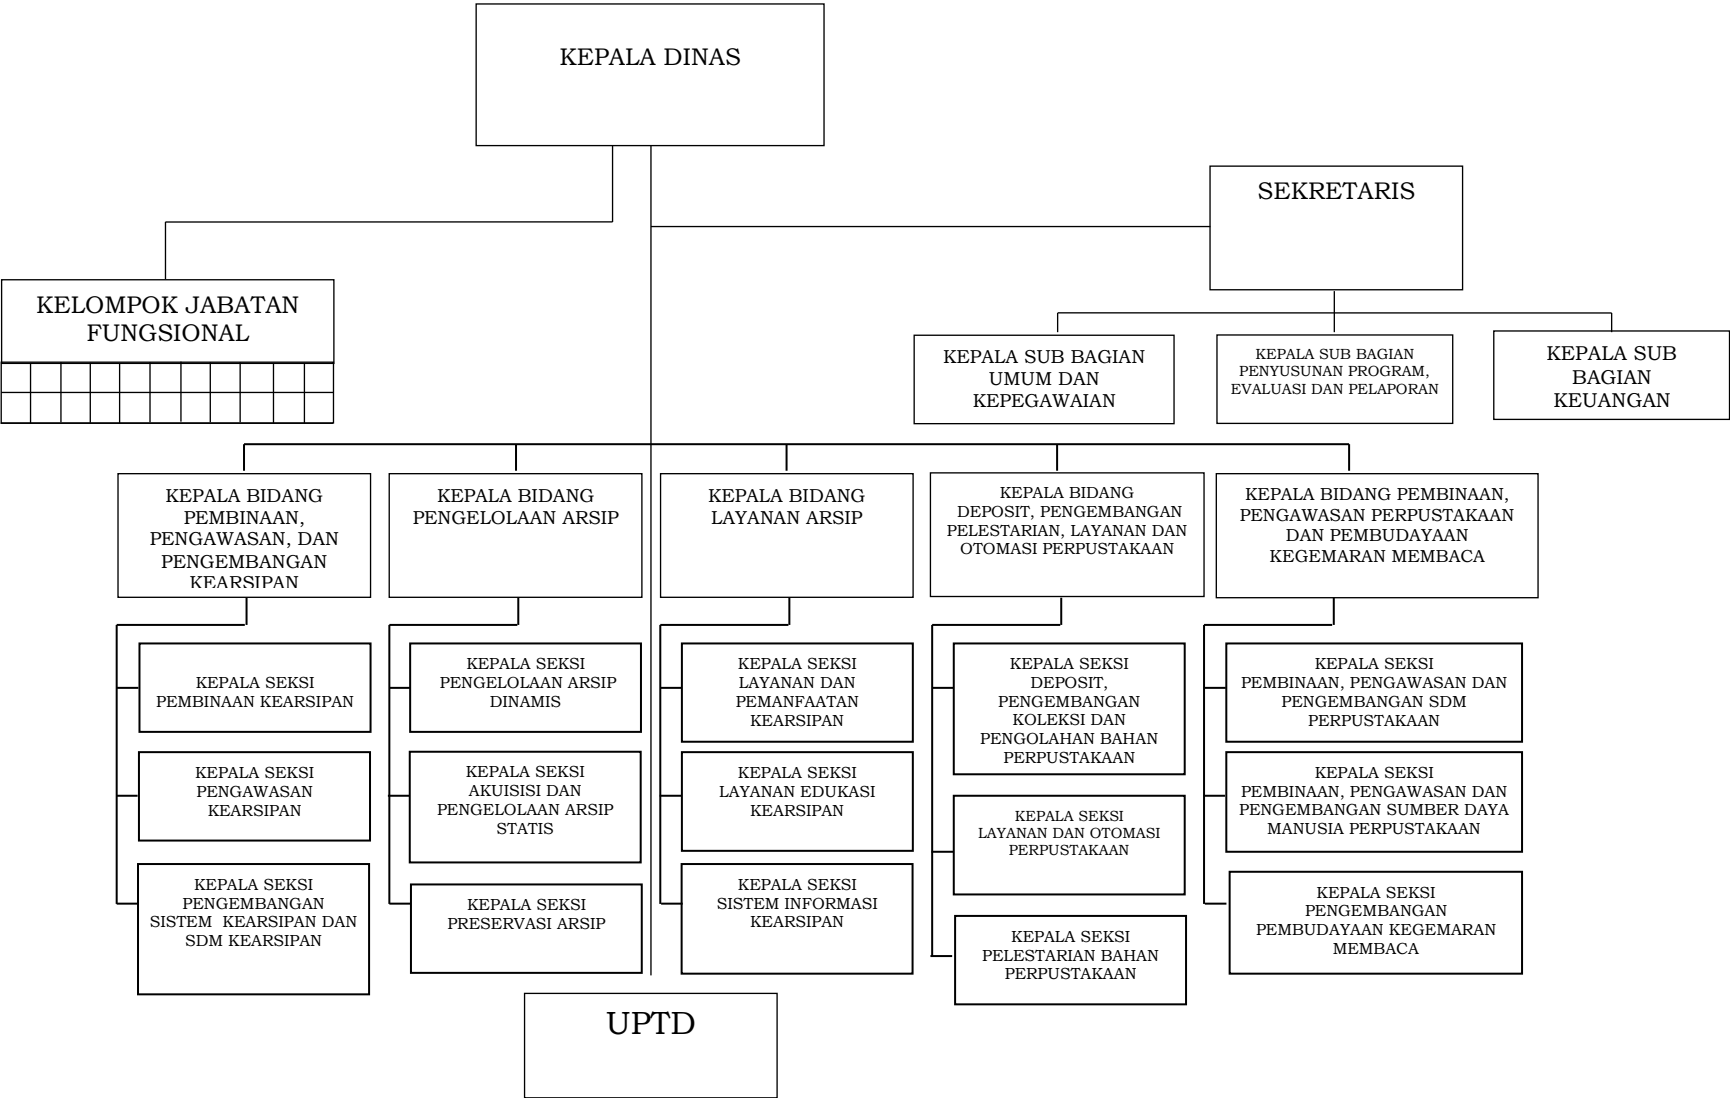 KEPALA DINAS
SEKRETARIS
KELOMPOK JABATAN
FUNGSIONAL
KEPALA SUB BAGIAN
UMUM DAN
KEPEGAWAIAN
KEPALA SUB BAGIAN
PENYUSUNAN PROGRAM,
EVALUASI DAN PELAPORAN
KEPALA SUB
BAGIAN
KEUANGAN
KEPALA BIDANG
PEMBINAAN,
PENGAWASAN, DAN
PENGEMBANGAN
KEARSIPAN
KEPALA BIDANG
PENGELOLAAN ARSIP
KEPALA BIDANG
LAYANAN ARSIP
KEPALA BIDANG
DEPOSIT, PENGEMBANGAN
PELESTARIAN, LAYANAN DAN
OTOMASI PERPUSTAKAAN
KEPALA BIDANG PEMBINAAN,
PENGAWASAN PERPUSTAKAAN
DAN PEMBUDAYAAN
KEGEMARAN MEMBACA
KEPALA SEKSI
PEMBINAAN KEARSIPAN
KEPALA SEKSI
PENGAWASAN
KEARSIPAN
KEPALA SEKSI
PENGEMBANGAN
SISTEM KEARSIPAN DAN
SDM KEARSIPAN
KEPALA SEKSI
PENGELOLAAN ARSIP
DINAMIS
KEPALA SEKSI
AKUISISI DAN
PENGELOLAAN ARSIP
STATIS
KEPALA SEKSI
PRESERVASI ARSIP
KEPALA SEKSI
LAYANAN DAN
PEMANFAATAN
KEARSIPAN
KEPALA SEKSI
LAYANAN EDUKASI
KEARSIPAN
KEPALA SEKSI
SISTEM INFORMASI
KEARSIPAN
KEPALA SEKSI
DEPOSIT,
PENGEMBANGAN
KOLEKSI DAN
PENGOLAHAN BAHAN
PERPUSTAKAAN
KEPALA SEKSI
LAYANAN DAN OTOMASI
PERPUSTAKAAN
KEPALA SEKSI
PELESTARIAN BAHAN
PERPUSTAKAAN
KEPALA SEKSI
PEMBINAAN, PENGAWASAN DAN
PENGEMBANGAN SDM
PERPUSTAKAAN
KEPALA SEKSI
PEMBINAAN, PENGAWASAN DAN
PENGEMBANGAN SUMBER DAYA
MANUSIA PERPUSTAKAAN
KEPALA SEKSI
PENGEMBANGAN
PEMBUDAYAAN KEGEMARAN
MEMBACA
UPTD